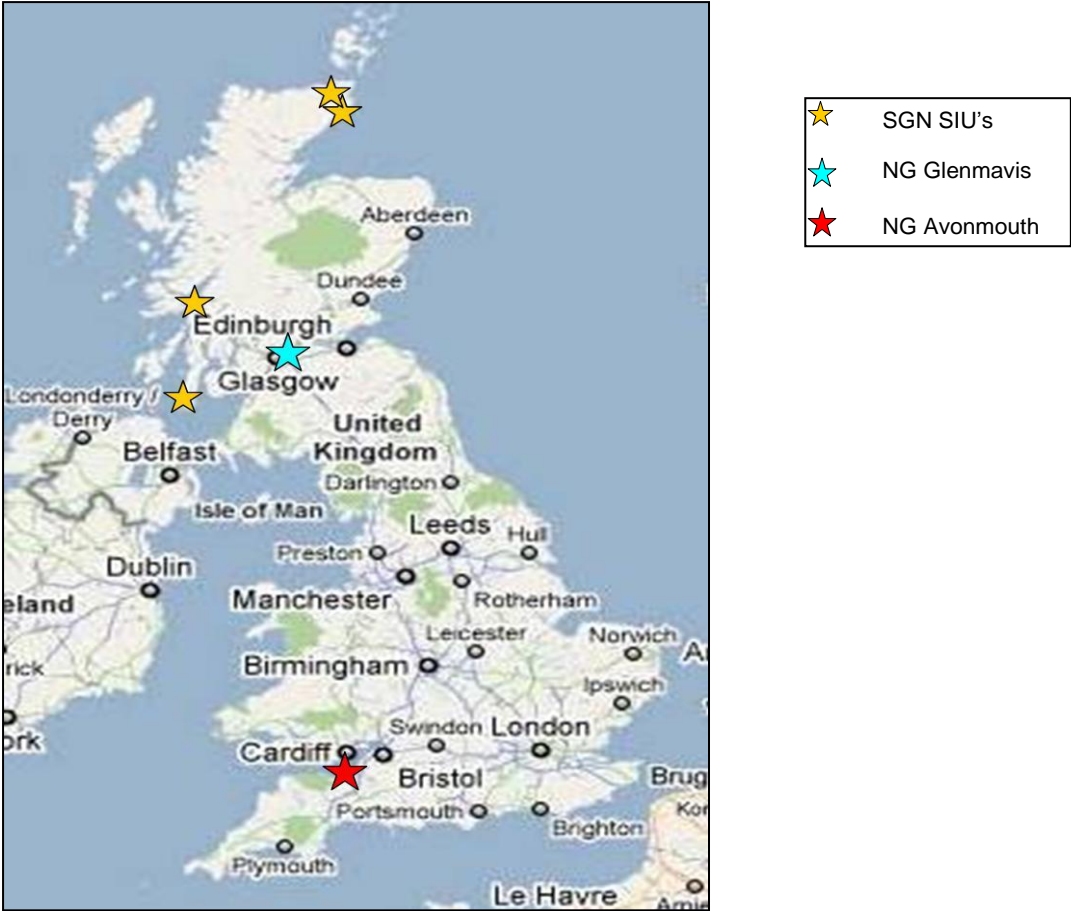 SGN SIU's
NG Glenmavis
NG Avonmouth
Aberdeen
Dundee
Edinburgh
Glasgow
Londonderry /
Derry
United
Kingdom
Belfast
Darlington
Isle of Man
Leeds
Hull
Preston
Dublin
Manchester
Rotherham
eland
Leicester
Norwich
Birmingham
rick
Ipswich
Swindon
London
ork
Cardiff
Bristol
Brug
Portsmouth
Kor
Brighton
Plymouth
Le Havre